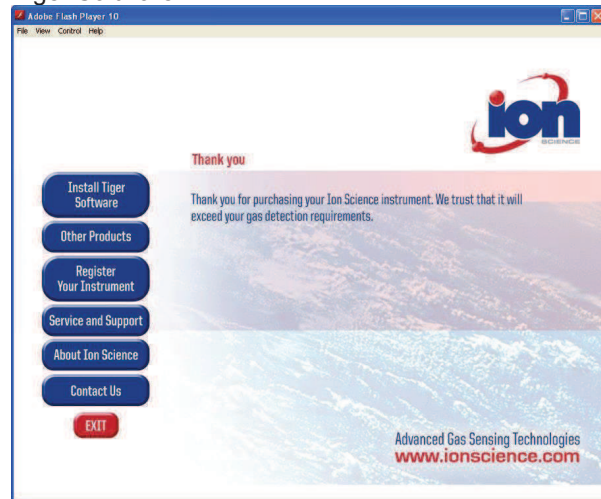 Adobe Flash Player 10
File View Control Help
ion
SCIENCE
Thank you
Thank you for purchasing your Ion Science instrument. We trust that it will
exceed your gas detection requirements.
Install Tiger
Software
Other Products
Register
Your Instrument
Service and Support
About Ion Science
Contact Us
EXIT
Advanced Gas Sensing Technologies
www.ionscience.com